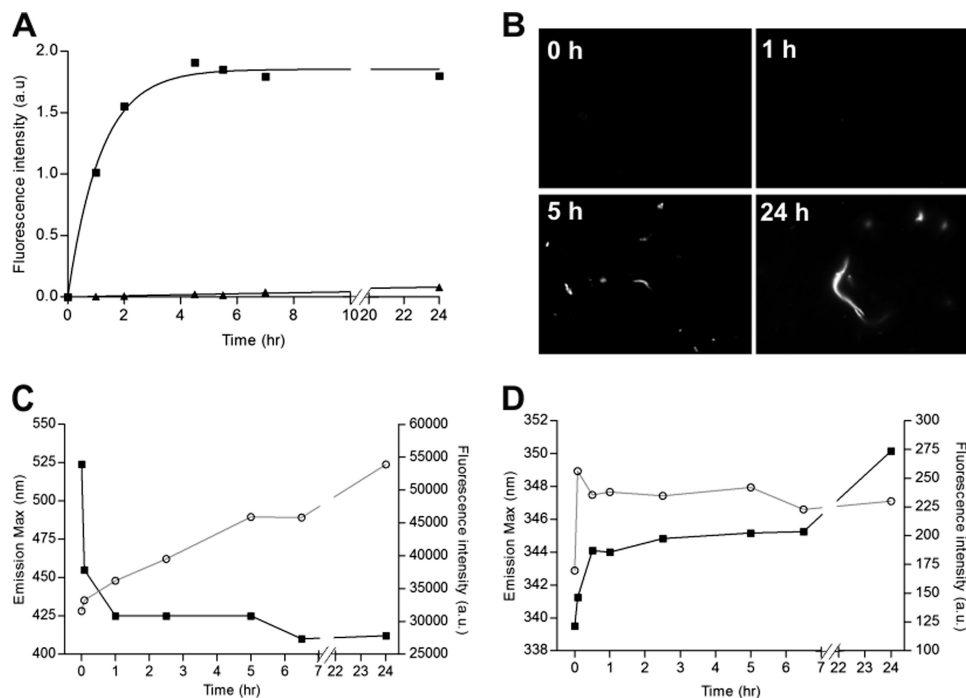 A
Fluorescence intensity (a.u)
2.0
1.5
1.0
0.5
0.0
0 2 4 6 8 10 20 22 24
Time (hr)
B
0 h
1 h
5 h
24 h
C
Emission Max (nm)
550
525
500
475
450
425
400
60000
55000
50000
45000
40000
35000
30000
25000
Fluorescence intensity (a.u.)
0 1 2 3 4 5 6 7 22 23 24
Time (hr)
D
Emission Max (nm)
352
350
348
346
344
342
340
338
300
275
250
225
200
175
150
125
100
Fluorescence intensity (a.u.)
0 1 2 3 4 5 6 7 22 23 24
Time (hr)